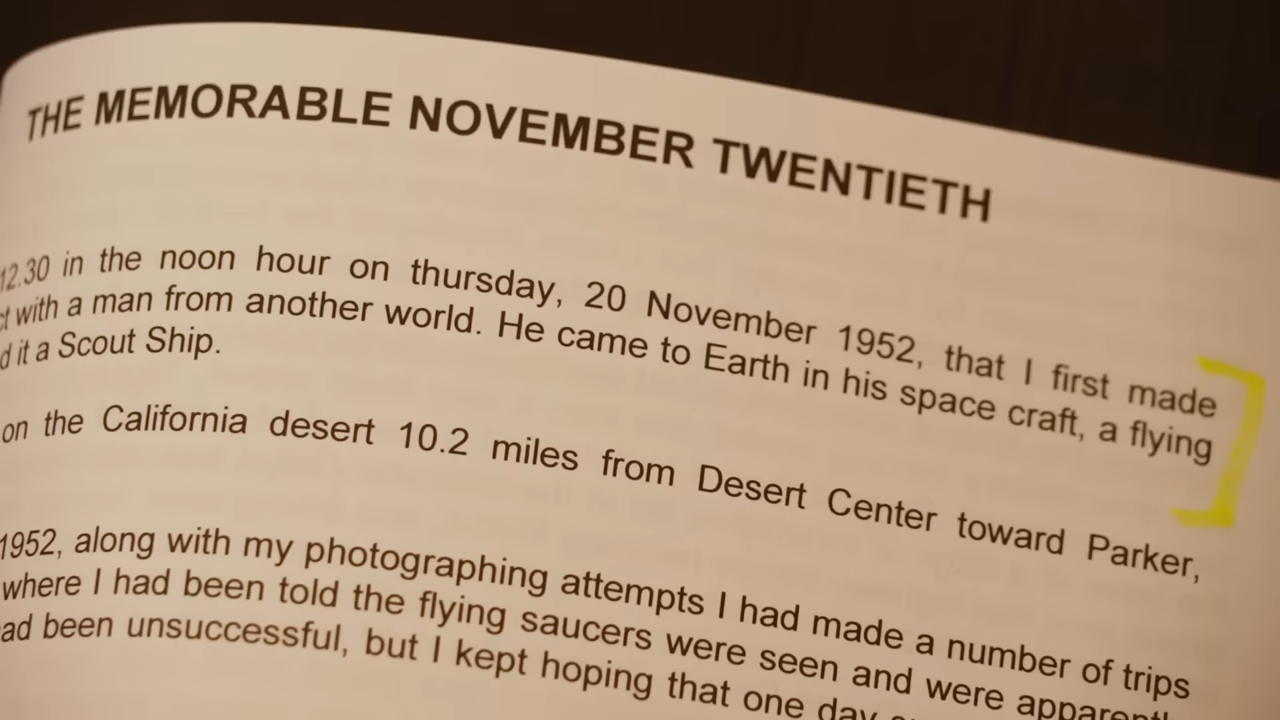 THE MEMORABLE NOVEMBER TWENTIETH
12.30 in the noon hour on thursday, 20 November 1952, that I first made
with a man from another world. He came to Earth in his space craft, a flying
it a Scout Ship.
on the California desert 10.2 miles from Desert Center toward Parker,
1952, along with my photographing attempts I had made a number of trips
where I had been told the flying saucers were seen and were
been unsuccessful, but I kept hoping that one day